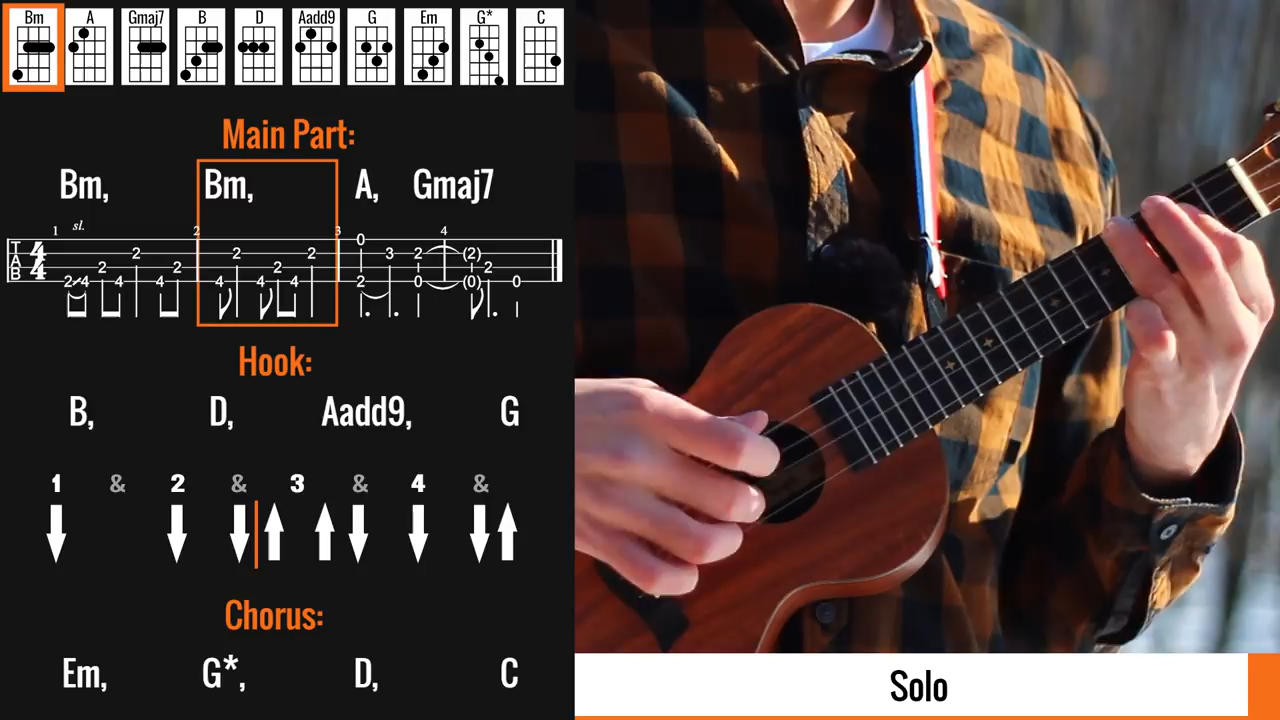 Bm A Gmaj7 B D Aadd9 G Em G* C
Main Part:
Bm, Bm, A, Gmaj7
1 sl. 2 3 4
T
A
B
4
4
0
2 2 2 3 2 (2)
2 2 2 2
2 4 4 4 4 4 4 2 0 (0) 0
Hook:
B, D, Aadd9, G
1 & 2 & 3 & 4 &
Chorus:
Em, G*, D, C
Solo